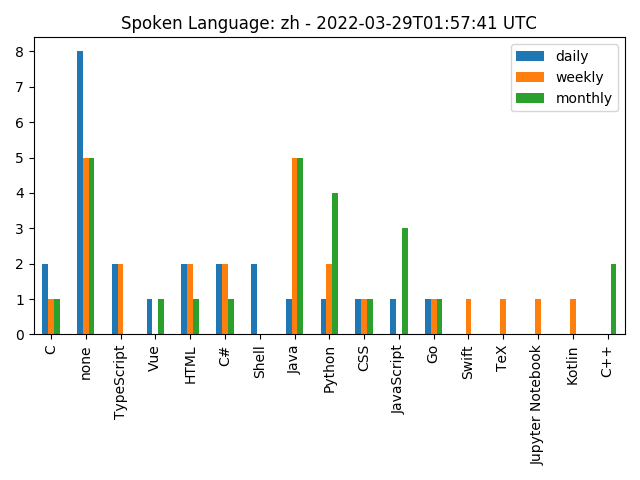 Spoken Language: zh - 2022-03-29T01:57:41 UTC
daily
weekly
monthly
8
7
6
5
4
3
2
1
0
C
none
TypeScript
Vue
HTML
C#
Shell
Java
Python
CSS
JavaScript
Go
Swift
TeX
Jupyter Notebook
Kotlin
C++